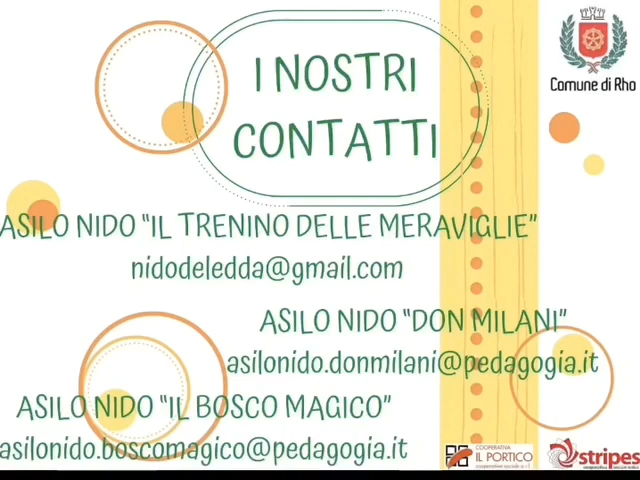 I NOSTRI
CONTATTI
Comune di Rho
ASILO NIDO "IL TRENINO DELLE MERAVIGLIE"
nidodeledda@gmail.com
ASILO NIDO "DON MILANI"
asilonido.donmilani@pedagogia.it
ASILO NIDO "IL BOSCO MAGICO"
asilonido.boscomagico@pedagogia.it
COOPERATIVA
IL PORTICO
stripes